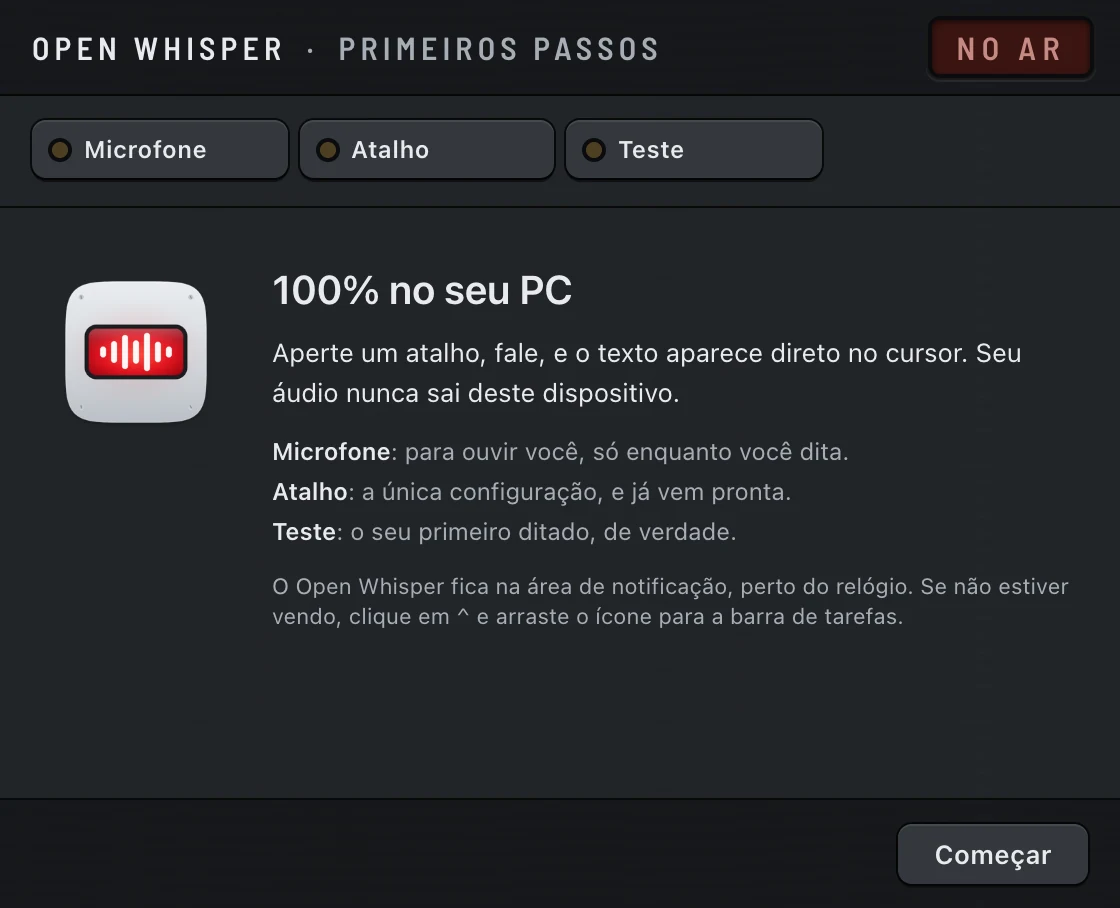 OPEN WHISPER · PRIMEIROS PASSOS
NO AR
Microfone
Atalho
Teste
100% no seu PC
Aperte um atalho, fale, e o texto aparece direto no cursor. Seu
áudio nunca sai deste dispositivo.
Microfone: para ouvir você, só enquanto você dita.
Atalho: a única configuração, e já vem pronta.
Teste: o seu primeiro ditado, de verdade.
O Open Whisper fica na área de notificação, perto do relógio. Se não estiver
vendo, clique em ^ e arraste o ícone para a barra de tarefas.
Começar